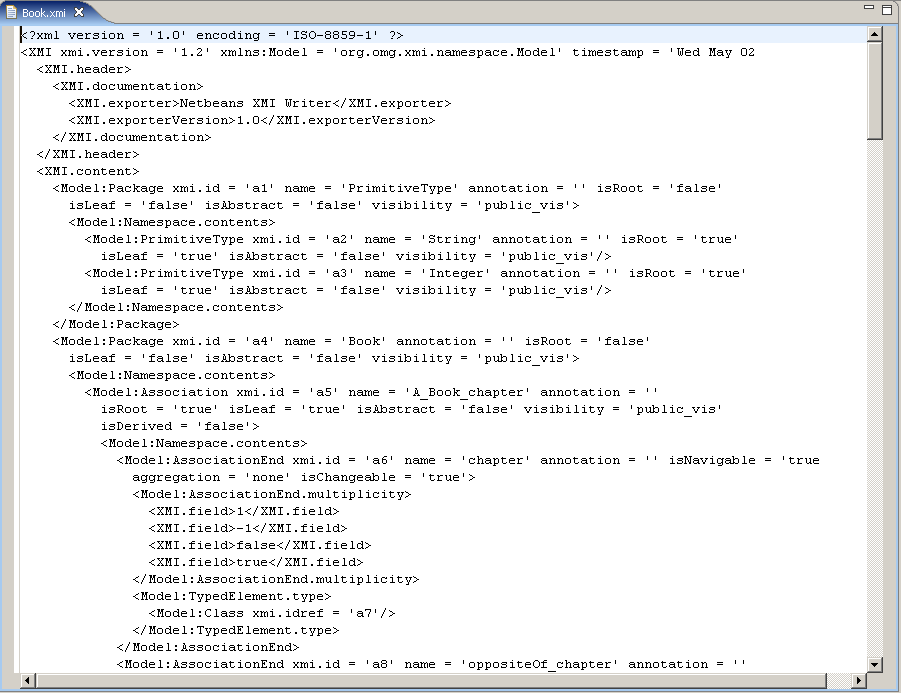 Book.xmi
<?xml version = '1.0' encoding = 'ISO-8859-1' ?>
<XMI xmi.version = '1.2' xmlns:Model = 'org.omg.xmi.namespace.Model' timestamp = 'Wed May 02
  <XMI.header>
    <XMI.documentation>
      <XMI.exporter>Netbeans XMI Writer</XMI.exporter>
      <XMI.exporterVersion>1.0</XMI.exporterVersion>
    </XMI.documentation>
  </XMI.header>
  <XMI.content>
    <Model:Package xmi.id = 'a1' name = 'PrimitiveType' annotation = '' isRoot = 'false'
      isLeaf = 'false' isAbstract = 'false' visibility = 'public_vis'>
      <Model:Namespace.contents>
        <Model:PrimitiveType xmi.id = 'a2' name = 'String' annotation = '' isRoot = 'true'
          isLeaf = 'true' isAbstract = 'false' visibility = 'public_vis'/>
        <Model:PrimitiveType xmi.id = 'a3' name = 'Integer' annotation = '' isRoot = 'true'
          isLeaf = 'true' isAbstract = 'false' visibility = 'public_vis'/>
      </Model:Namespace.contents>
    </Model:Package>
    <Model:Package xmi.id = 'a4' name = 'Book' annotation = '' isRoot = 'false'
      isLeaf = 'false' isAbstract = 'false' visibility = 'public_vis'>
      <Model:Namespace.contents>
        <Model:Association xmi.id = 'a5' name = 'A_Book_chapter' annotation = ''
          isRoot = 'true' isLeaf = 'true' isAbstract = 'false' visibility = 'public_vis'
          isDerived = 'false'>
          <Model:Namespace.contents>
            <Model:AssociationEnd xmi.id = 'a6' name = 'chapter' annotation = '' isNavigable = 'true
              aggregation = 'none' isChangeable = 'true'>
              <Model:AssociationEnd.multiplicity>
                <XMI.field>1</XMI.field>
                <XMI.field>-1</XMI.field>
                <XMI.field>false</XMI.field>
                <XMI.field>true</XMI.field>
              </Model:AssociationEnd.multiplicity>
              <Model:TypedElement.type>
                <Model:Class xmi.idref = 'a7'/>
              </Model:TypedElement.type>
            </Model:AssociationEnd>
            <Model:AssociationEnd xmi.id = 'a8' name = 'oppositeOf_chapter' annotation = ''